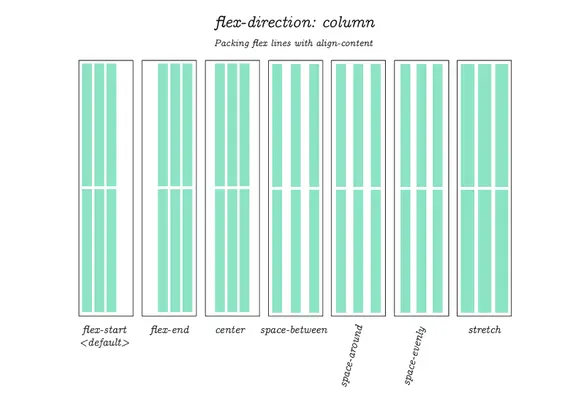 flex-direction: column
Packing flex lines with align-content
flex-start
<default>
flex-end
center
space-between
space-around
space-evenly
stretch